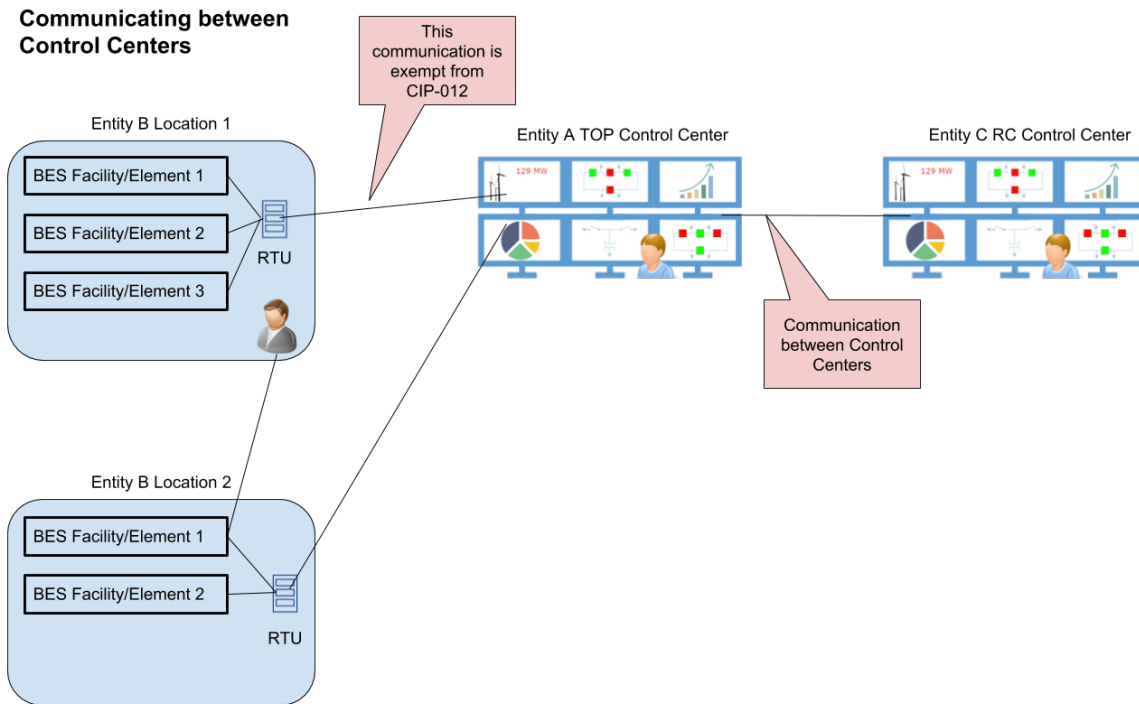 Communicating between
Control Centers
This
communication is
exempt from
CIP-012
Entity B Location 1
BES Facility/Element 1
BES Facility/Element 2
BES Facility/Element 3
RTU
Entity A TOP Control Center
129 MW
Entity C RC Control Center
129 MW
Communication
between Control
Centers
Entity B Location 2
BES Facility/Element 1
BES Facility/Element 2
RTU